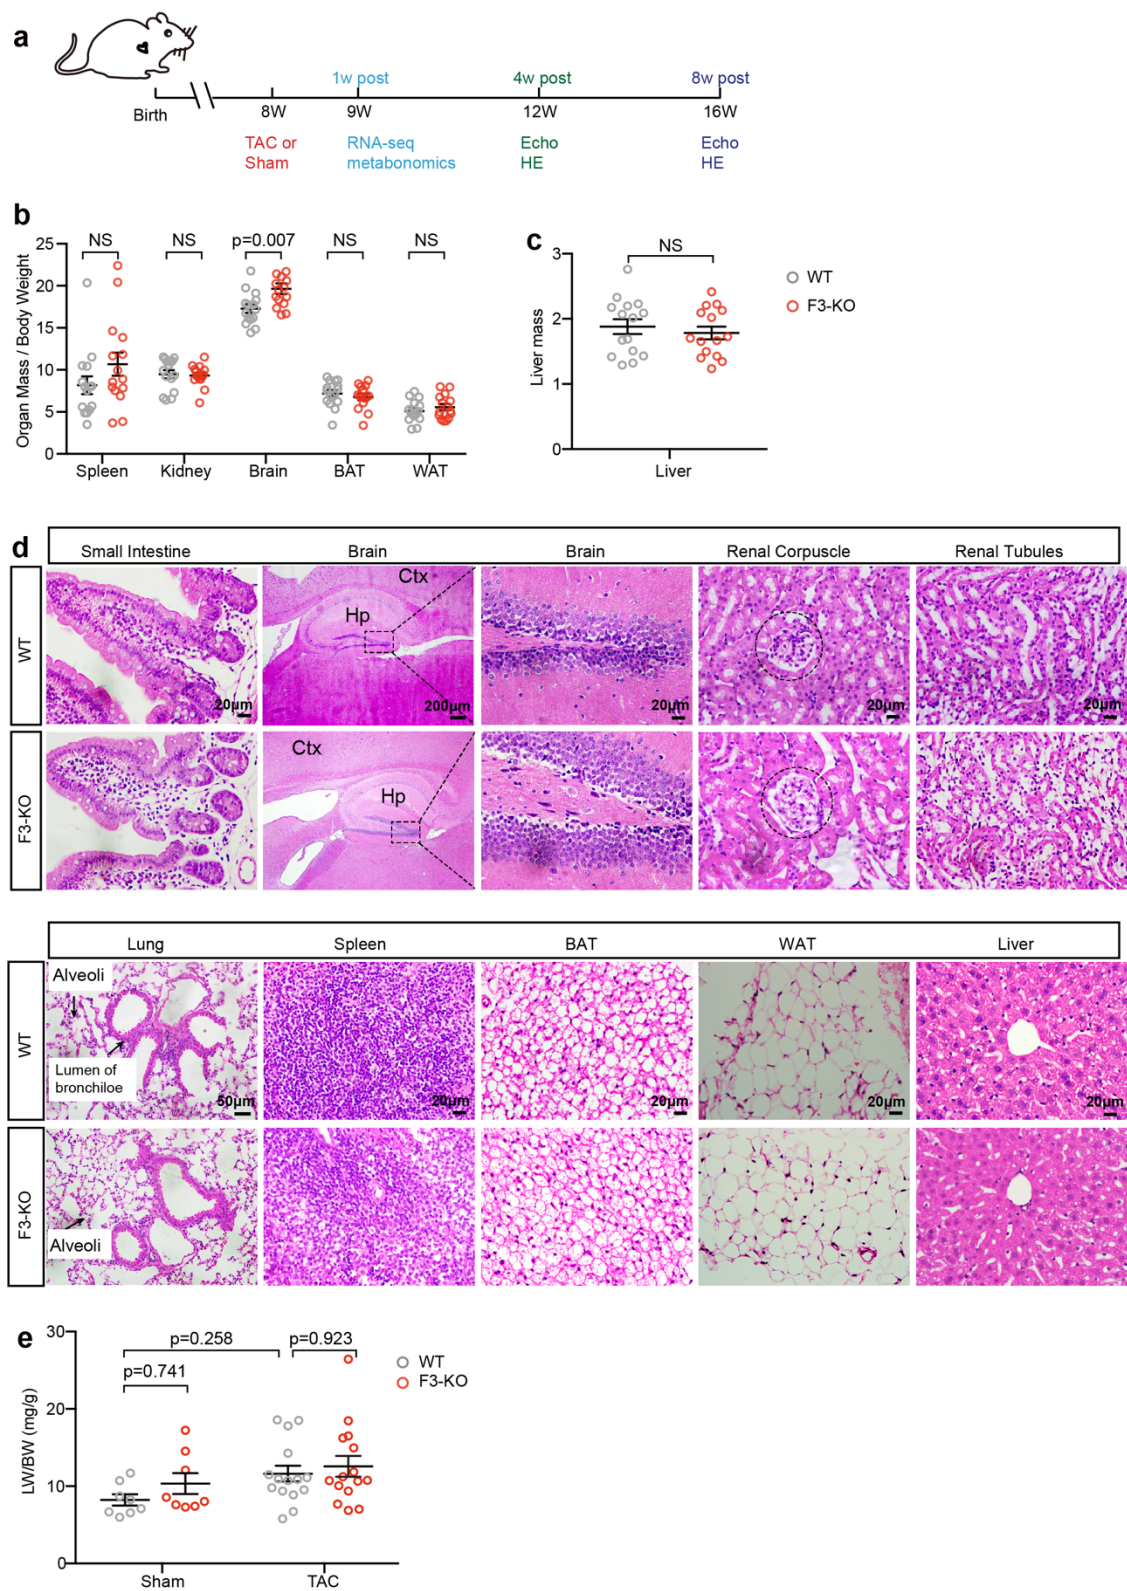 a
1w post
4w post
8w post
Birth
8W
9W
12W
16W
TAC or
Sham
RNA-seq
metabonomics
Echo
HE
Echo
HE
b
NS
NS
p=0.007
NS
NS
Organ Mass / Body Weight
25
20
15
10
5
0
Spleen
Kidney
Brain
BAT
WAT
c
NS
Liver mass
3
2
1
0
Liver
WT
F3-KO
d
Small Intestine
Brain
Brain
Renal Corpuscle
Renal Tubules
WT
20μm
Ctx
Hp
200μm
20μm
20μm
20μm
F3-KO
Ctx
Hp
Lung
Spleen
BAT
WAT
Liver
WT
Alveoli
Lumen of
bronchiloe
50μm
20μm
20μm
20μm
20μm
F3-KO
Alveoli
e
p=0.258
p=0.923
p=0.741
WT
F3-KO
LW/BW (mg/g)
30
20
10
0
Sham
TAC